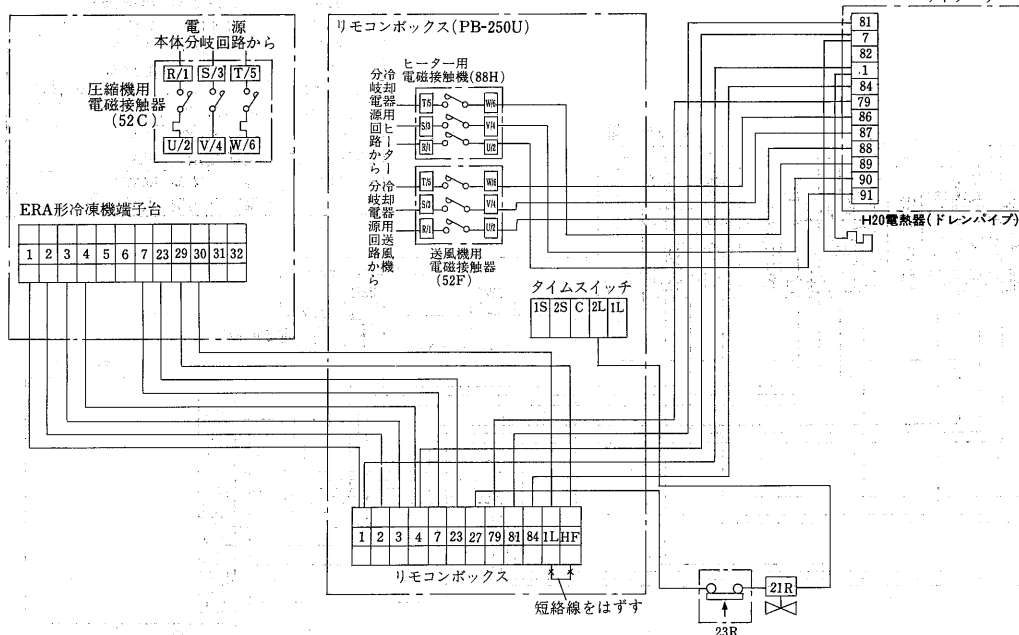 電　源
本体分岐回路から
R/1 S/3 T/5
圧縮機用
電磁接触器
(52C)
U/2 V/4 W/6
ERA形冷凍機端子台
1 2 3 4 5 6 7 23 29 30 31 32
リモコンボックス(PB-250U)
ヒーター用
電磁接触機(88H)
冷却器用ヒーター
分岐電源回路から
T/5 W/6
S/3 V/4
R/1 U/2
冷却器用送風機
分岐電源回路から
T/5 W/6
S/3 V/4
R/1 U/2
送風機用
電磁接触器
(52F)
タイムスイッチ
1S 2S C 2L 1L
1 2 3 4 7 23 27 79 81 84 1L HF
リモコンボックス
短絡線をはずす
81
7
82
1
84
79
86
87
88
89
90
91
H20電熱器(ドレンパイプ)
21R
23R